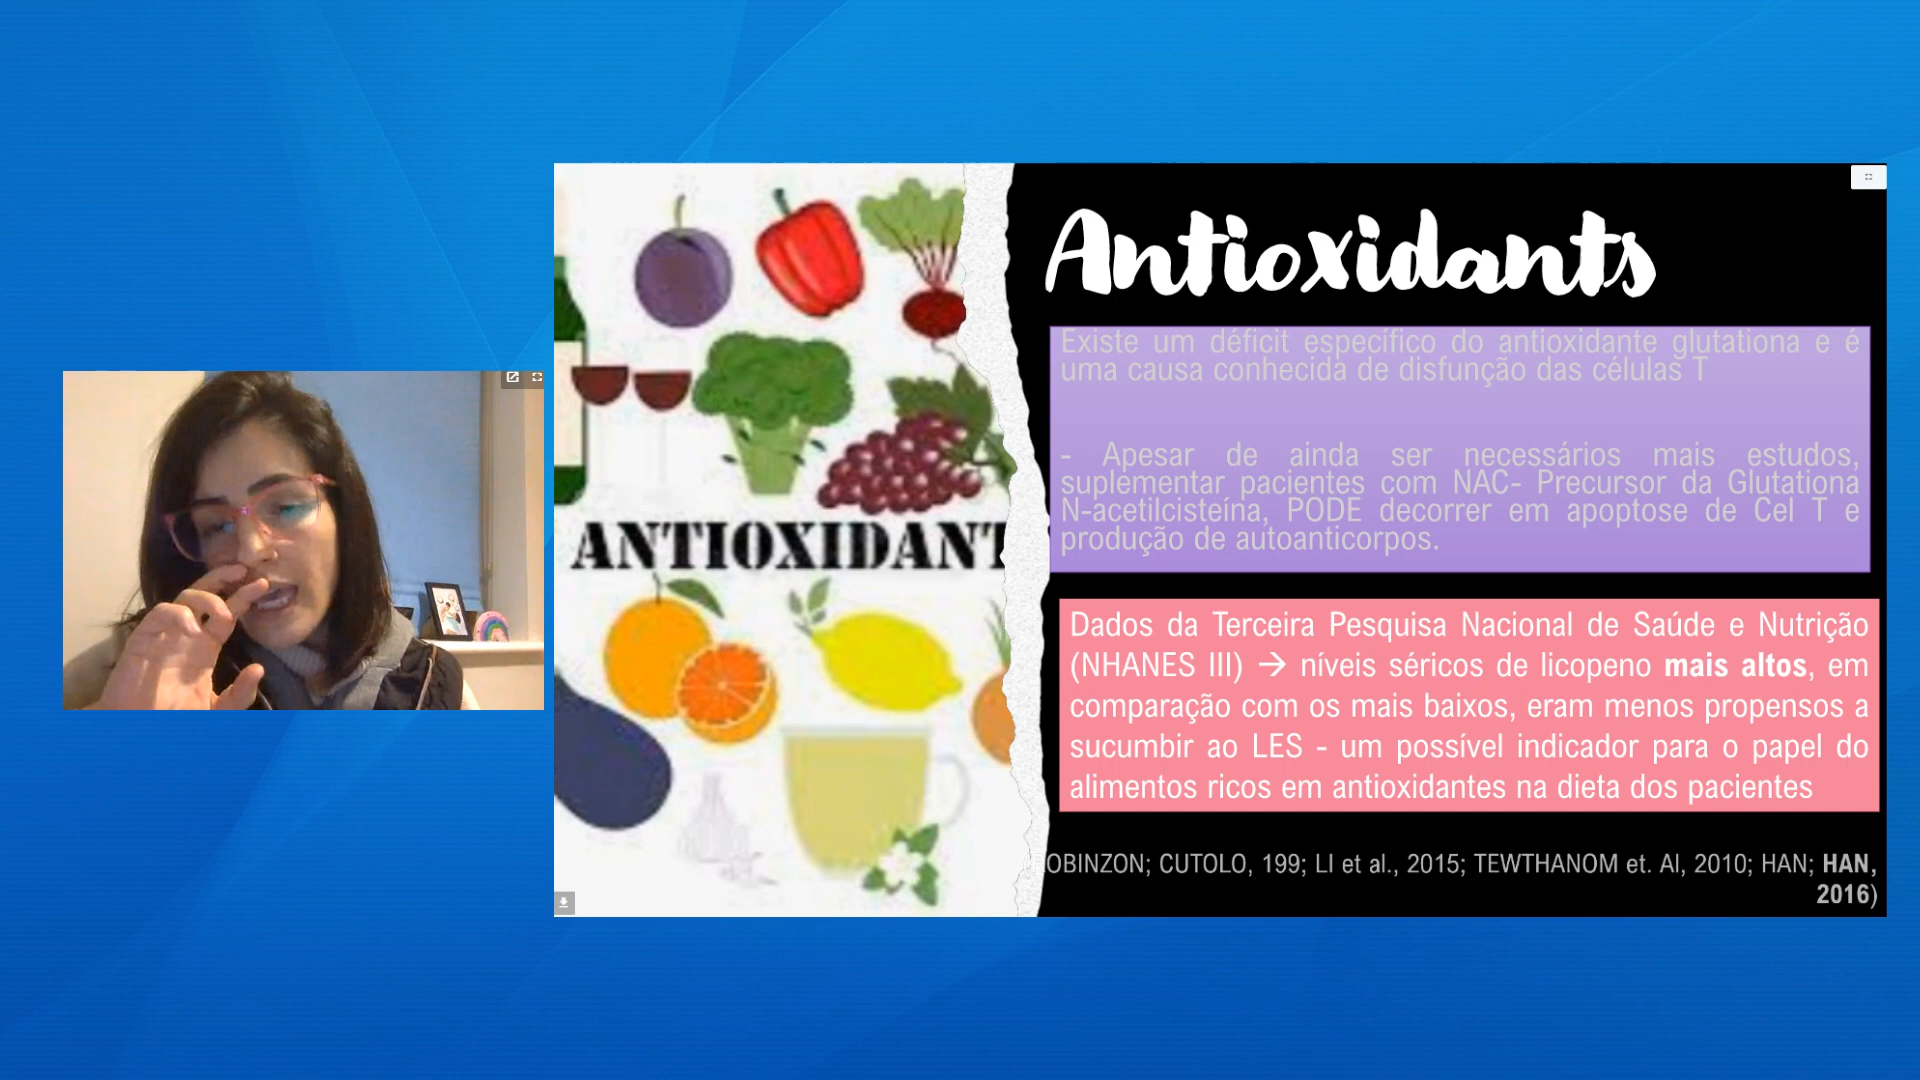 Antioxidants
Existe um déficit específico do antioxidante glutationa e é
uma causa conhecida de disfunção das células T
- Apesar de ainda ser necessários mais estudos,
suplementar pacientes com NAC- Precursor da Glutationa
N-acetilcisteína, PODE decorrer em apoptose de Cel T e
produção de autoanticorpos.
ANTIOXIDANT
Dados da Terceira Pesquisa Nacional de Saúde e Nutrição
(NHANES III) → níveis séricos de licopeno mais altos, em
comparação com os mais baixos, eram menos propensos a
sucumbir ao LES - um possível indicador para o papel do
alimentos ricos em antioxidantes na dieta dos pacientes
OBINZON; CUTOLO, 199; LI et al., 2015; TEWTHANOM et. Al, 2010; HAN; HAN,
2016)